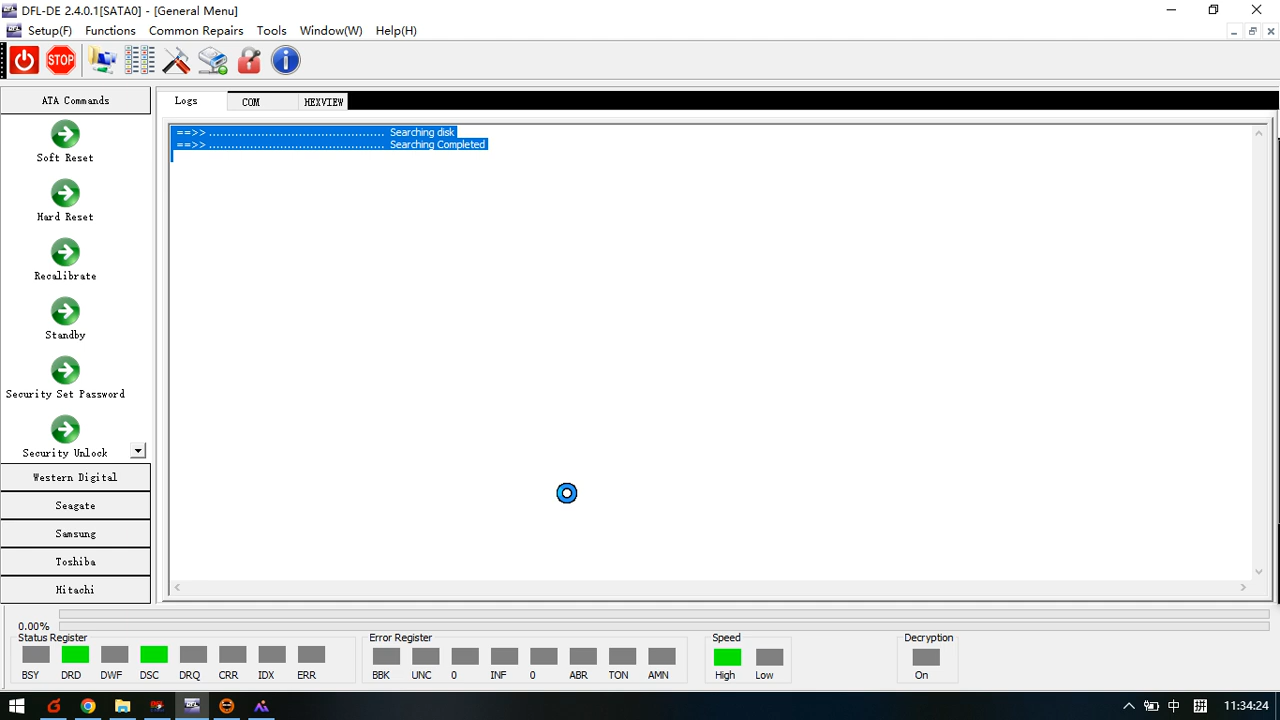 DFL-DE 2.4.0.1[SATA0] - [General Menu]
Setup(F) Functions Common Repairs Tools Window(W) Help(H)
STOP
ATA Commands
Soft Reset
Hard Reset
Recalibrate
Standby
Security Set Password
Security Unlock
Western Digital
Seagate
Samsung
Toshiba
Hitachi
Logs COM HEXVIEW
==>> ............................................... Searching disk
==>> ............................................... Searching Completed
0.00%
Status Register
BSY DRD DWF DSC DRQ CRR IDX ERR
Error Register
BBK UNC 0 INF 0 ABR TON AMN
Speed
High Low
Decryption
On
中 拼 11:34:24